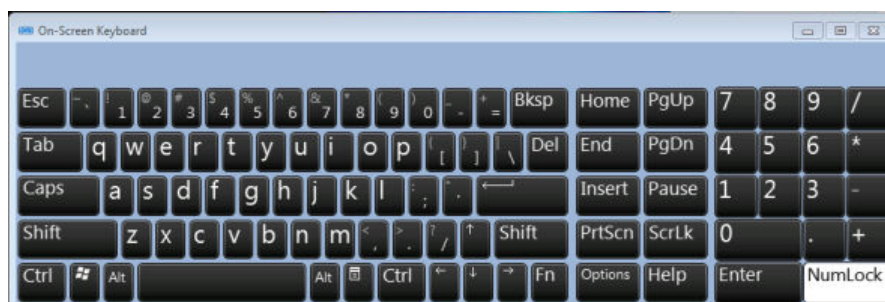 On-Screen Keyboard
Esc ~ ` ! 1 @ 2 # 3 $ 4 % 5 ^ 6 & 7 * 8 ( 9 ) 0 _ - + = Bksp Home PgUp 7 8 9 /
Tab q w e r t y u i o p { [ } ] | \ Del End PgDn 4 5 6 *
Caps a s d f g h j k l : ; " ' Insert Pause 1 2 3 -
Shift z x c v b n m < , > . ? / ↑ Shift PrtScn ScrLk 0 . +
Ctrl Alt Alt Ctrl ← ↓ → Fn Options Help Enter NumLock